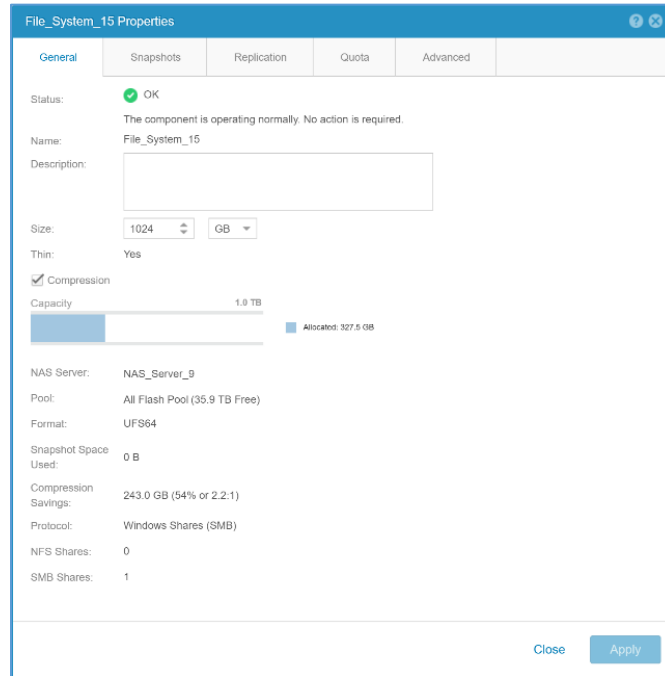 File_System_15 Properties
General Snapshots Replication Quota Advanced
Status: OK
The component is operating normally. No action is required.
Name: File_System_15
Description:
Size: 1024 GB
Thin: Yes
Compression
Capacity 1.0 TB
Allocated: 327.5 GB
NAS Server: NAS_Server_9
Pool: All Flash Pool (35.9 TB Free)
Format: UFS64
Snapshot Space
Used: 0 B
Compression
Savings: 243.0 GB (54% or 2.2:1)
Protocol: Windows Shares (SMB)
NFS Shares: 0
SMB Shares: 1
Close Apply